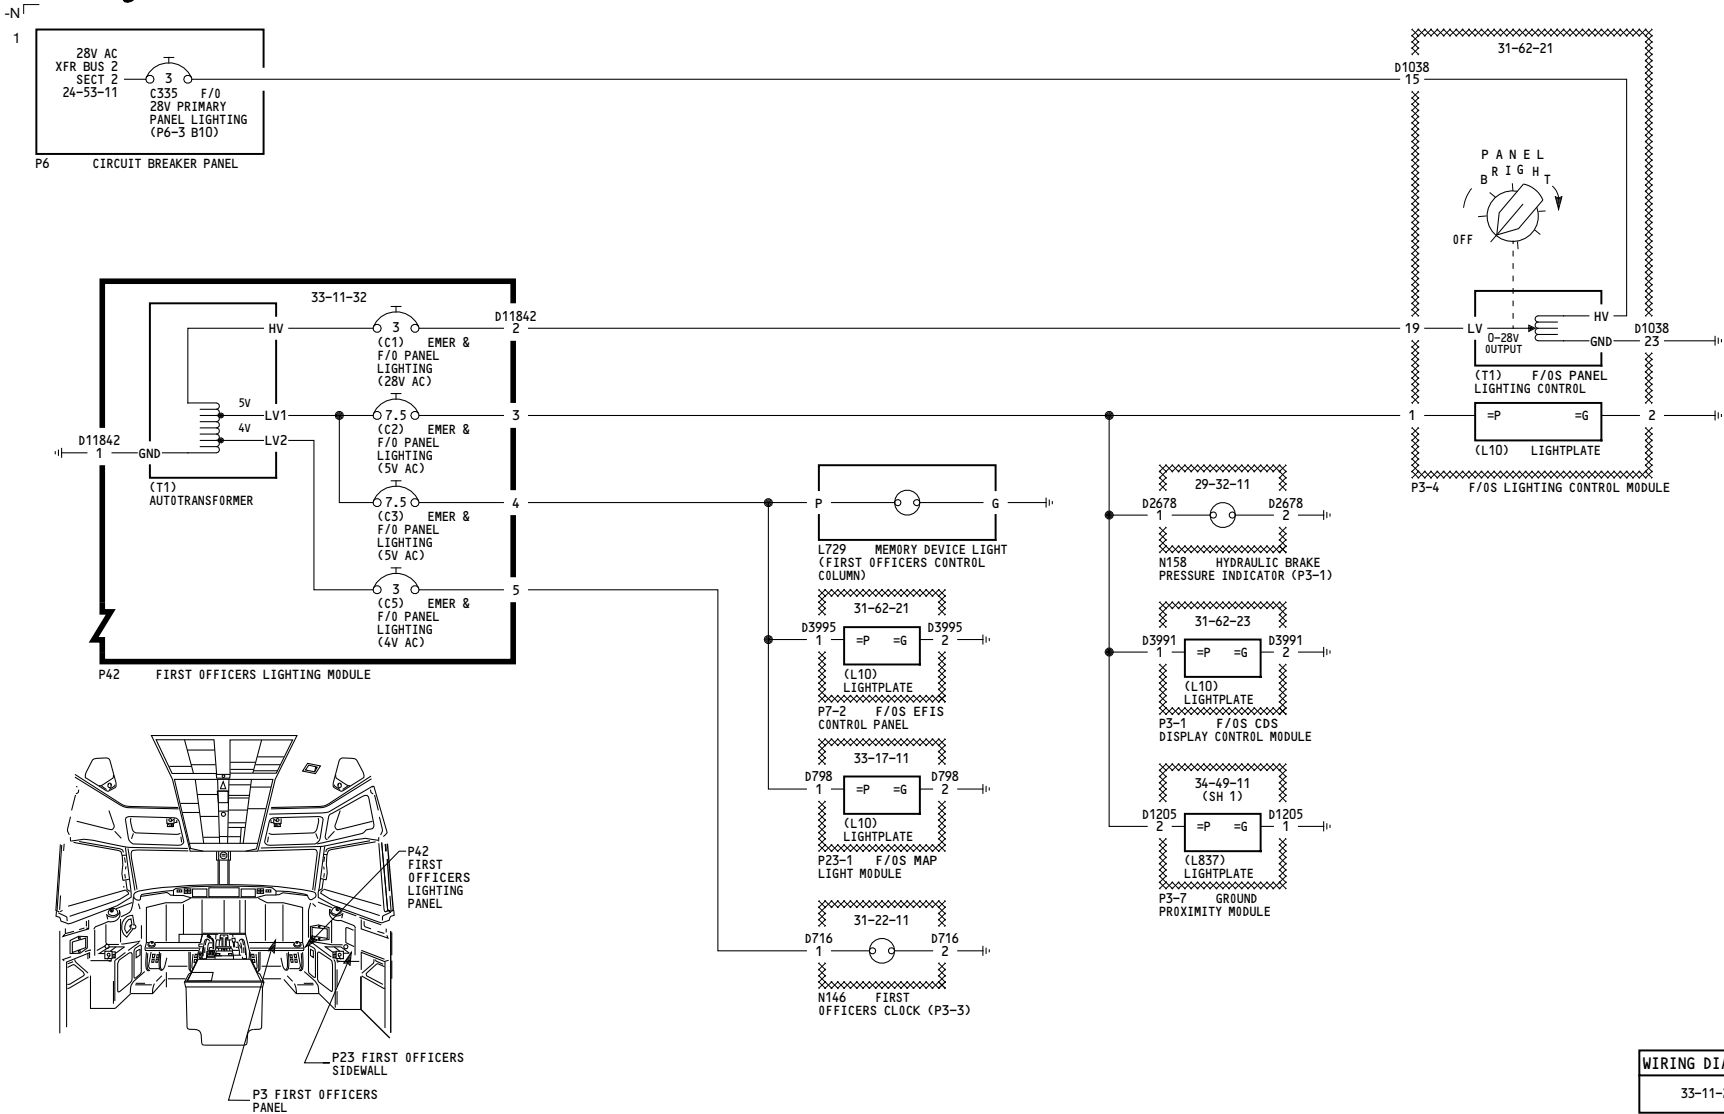 -N
1
28V AC
XFR BUS 2
SECT 2
24-53-11
3
C335 F/O
28V PRIMARY
PANEL LIGHTING
(P6-3 B10)
P6 CIRCUIT BREAKER PANEL
31-62-21
D1038
15
PANEL
BRIGHT
OFF
HV
19
LV
0-28V
OUTPUT
GND
D1038
23
(T1) F/OS PANEL
LIGHTING CONTROL
1
=P =G
2
(L10) LIGHTPLATE
P3-4 F/OS LIGHTING CONTROL MODULE
33-11-32
HV
3
D11842
2
(C1) EMER &
F/O PANEL
LIGHTING
(28V AC)
5V
LV1
7.5
3
4V
LV2
(C2) EMER &
F/O PANEL
LIGHTING
(5V AC)
D11842
1
GND
(T1)
AUTOTRANSFORMER
7.5
4
(C3) EMER &
F/O PANEL
LIGHTING
(5V AC)
3
5
(C5) EMER &
F/O PANEL
LIGHTING
(4V AC)
P42 FIRST OFFICERS LIGHTING MODULE
P G
L729 MEMORY DEVICE LIGHT
(FIRST OFFICERS CONTROL
COLUMN)
31-62-21
D3995 D3995
1 =P =G 2
(L10)
LIGHTPLATE
P7-2 F/OS EFIS
CONTROL PANEL
33-17-11
D798 D798
1 =P =G 2
(L10)
LIGHTPLATE
P23-1 F/OS MAP
LIGHT MODULE
31-22-11
D716 D716
1 2
N146 FIRST
OFFICERS CLOCK (P3-3)
29-32-11
D2678 D2678
1 2
N158 HYDRAULIC BRAKE
PRESSURE INDICATOR (P3-1)
31-62-23
D3991 D3991
1 =P =G 2
(L10)
LIGHTPLATE
P3-1 F/OS CDS
DISPLAY CONTROL MODULE
34-49-11
(SH 1)
D1205 D1205
2 =P =G 1
(L837)
LIGHTPLATE
P3-7 GROUND
PROXIMITY MODULE
P42
FIRST
OFFICERS
LIGHTING
PANEL
P23 FIRST OFFICERS
SIDEWALL
P3 FIRST OFFICERS
PANEL
WIRING
33-11-